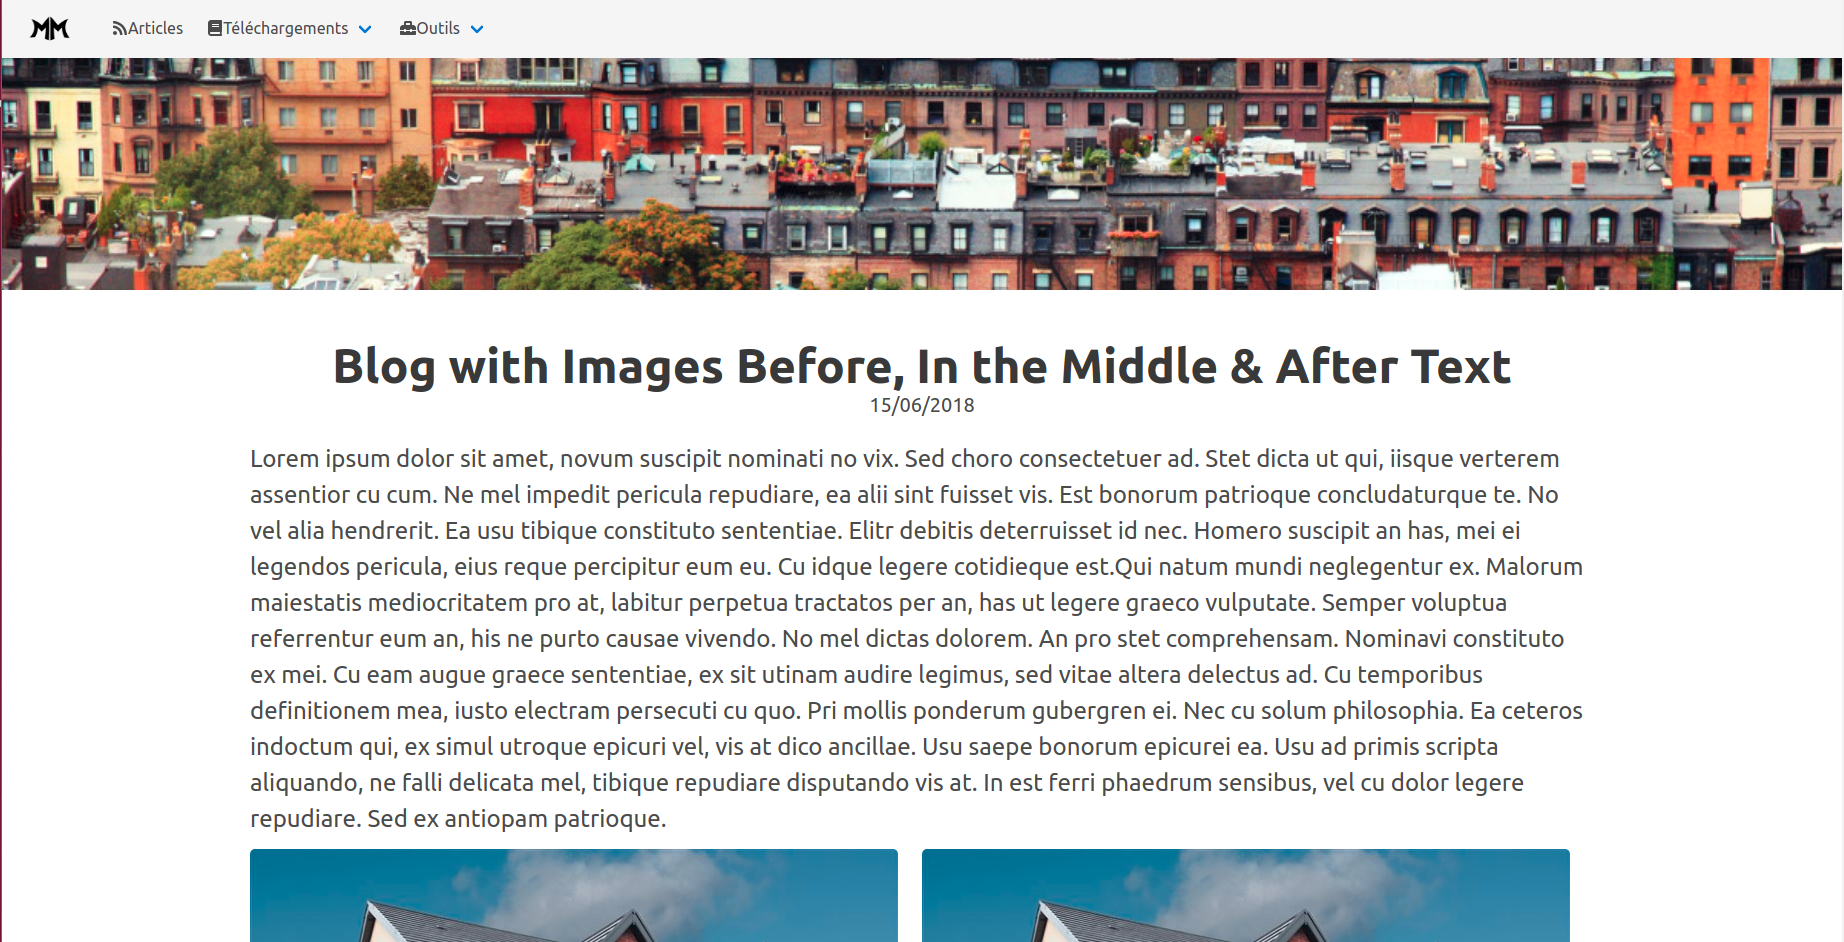 MM
Articles Téléchargements Outils
Blog with Images Before, In the Middle & After Text
15/06/2018
Lorem ipsum dolor sit amet, novum suscipit nominati no vix. Sed choro consectetuer ad. Stet dicta ut qui, iisque verterem
assentior cu cum. Ne mel impedit pericula repudiare, ea alii sint fuisset vis. Est bonorum patrioque concludaturque te. No
vel alia hendrerit. Ea usu tibique constituto sententiae. Elitr debitis deterruisset id nec. Homero suscipit an has, mei ei
legendos pericula, eius reque percipitur eum eu. Cu idque legere cotidieque est.Qui natum mundi neglegentur ex. Malorum
maiestatis mediocritatem pro at, labitur perpetua tractatos per an, has ut legere graeco vulputate. Semper voluptua
referrentur eum an, his ne purto causae vivendo. No mel dictas dolorem. An pro stet comprehensam. Nominavi constituto
ex mei. Cu eam augue graece sententiae, ex sit utinam audire legimus, sed vitae altera delectus ad. Cu temporibus
definitionem mea, iusto electram persecuti cu quo. Pri mollis ponderum gubergren ei. Nec cu solum philosophia. Ea ceteros
indoctum qui, ex simul utroque epicuri vel, vis at dico ancillae. Usu saepe bonorum epicurei ea. Usu ad primis scripta
aliquando, ne falli delicata mel, tibique repudiare disputando vis at. In est ferri phaedrum sensibus, vel cu dolor legere
repudiare. Sed ex antiopam patrioque.